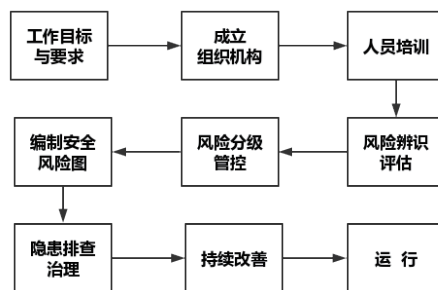 工作目标
与要求
成立
组织机构
人员培训
风险辨识
评估
风险分级
管控
编制安全
风险图
隐患排查
治理
持续改善
运 行